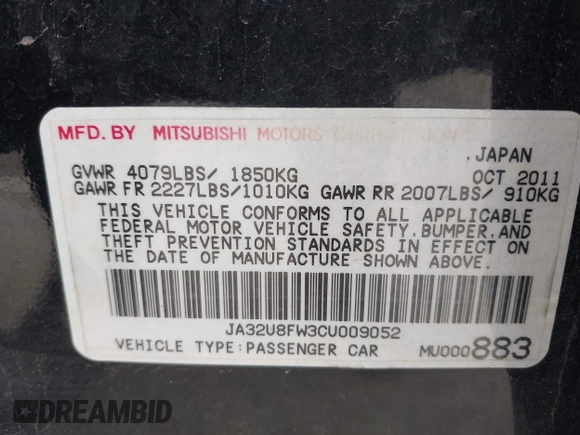 MFD. BY MITSUBISHI MOTORS CORPORATION
JAPAN
GVWR 4079LBS/ 1850KG OCT 2011
GAWR FR 2227LBS/1010KG GAWR RR 2007LBS/ 910KG
THIS VEHICLE CONFORMS TO ALL APPLICABLE
FEDERAL MOTOR VEHICLE SAFETY, BUMPER, AND
THEFT PREVENTION STANDARDS IN EFFECT ON
THE DATE OF MANUFACTURE SHOWN ABOVE.
JA32U8FW3CU009052
VEHICLE TYPE:PASSENGER CAR MU000883
DREAMBID